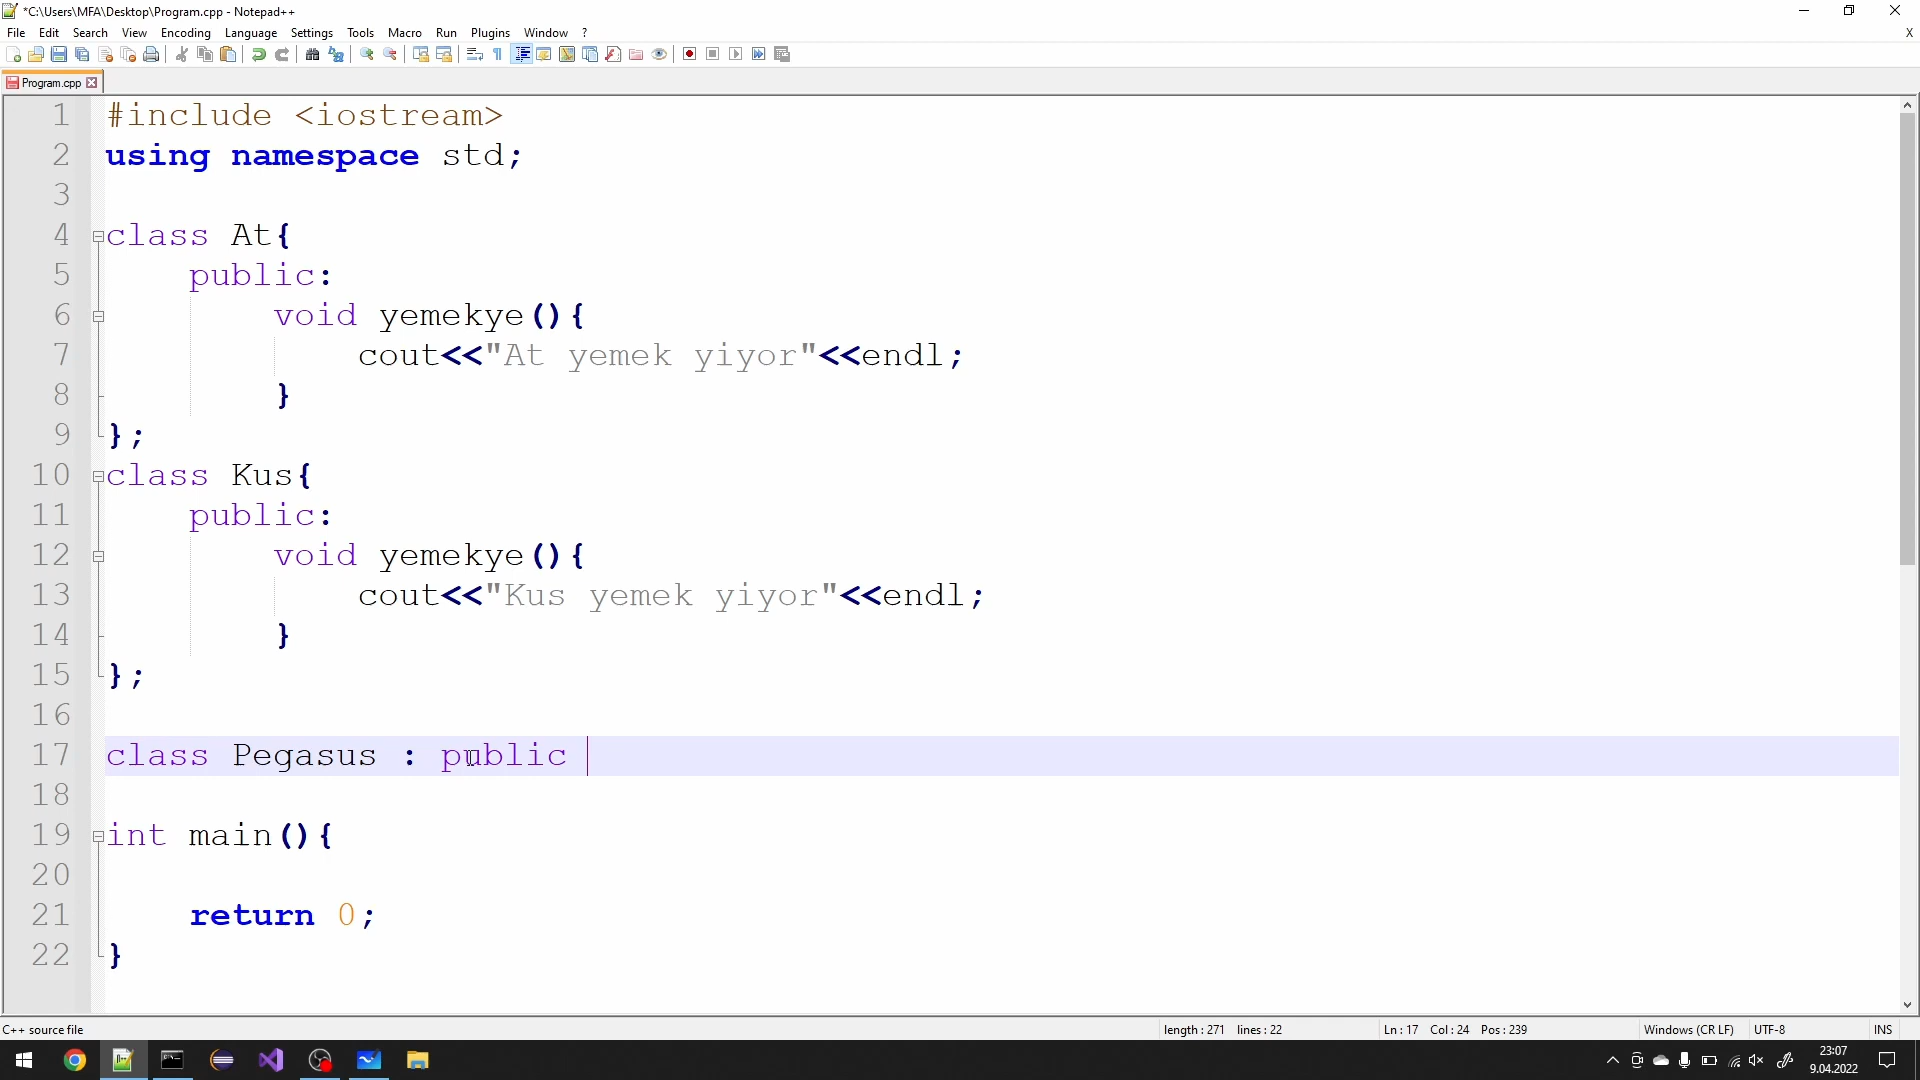 *C:\Users\MFA\Desktop\Program.cpp - Notepad++
File Edit Search View Encoding Language Settings Tools Macro Run Plugins Window ? X
Program.cpp
1 #include <iostream>
2 using namespace std;
3
4 class At{
5 public:
6 void yemekye(){
7 cout<<"At yemek yiyor"<<endl;
8 }
9 };
10 class Kus{
11 public:
12 void yemekye(){
13 cout<<"Kus yemek yiyor"<<endl;
14 }
15 };
16
17 class Pegasus : public
18
19 int main(){
20
21 return 0;
22 }
C++ source file length : 271 lines : 22 Ln : 17 Col : 24 Pos : 239 Windows (CR LF) UTF-8 INS
23:07
9.04.2022